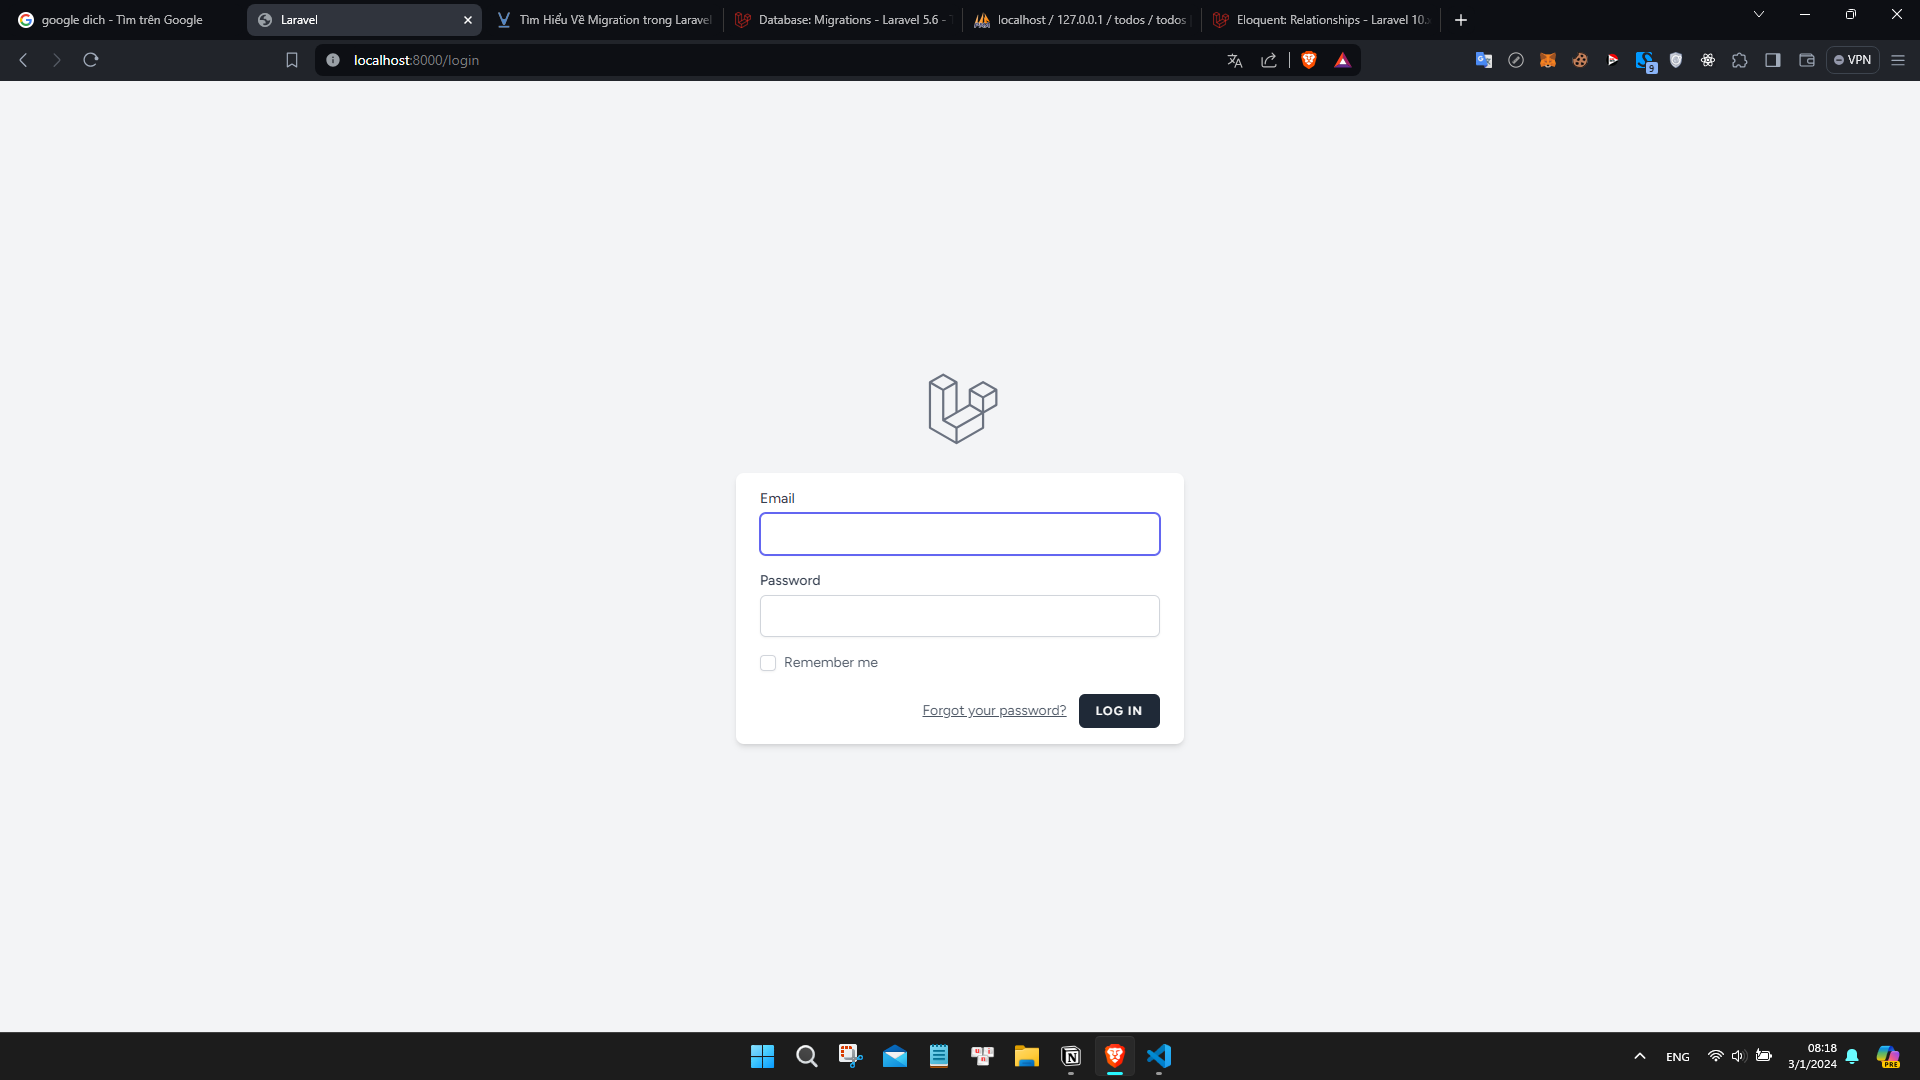 google dich - Tìm trên Google
Laravel
Tìm Hiểu Về Migration trong Laravel
Database: Migrations - Laravel 5.6 -
localhost / 127.0.0.1 / todos / todos
Eloquent: Relationships - Laravel 10.
localhost:8000/login
9
VPN
Email
Password
Remember me
Forgot your password?
LOG IN
ENG
08:18
3/1/2024
PRE